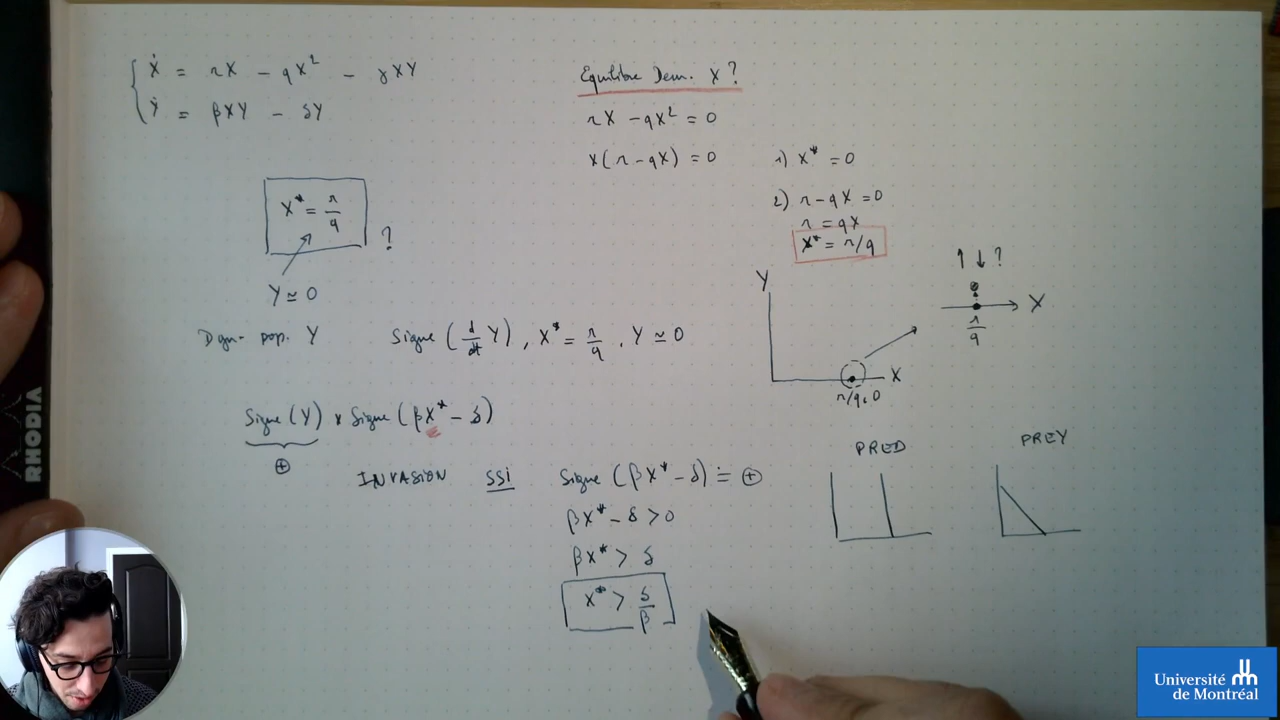 Ẋ = rX - qX² - γXY
Ẏ = βXY - δY
X* = r/q
?
Y ≃ 0
Dyn. pop. Y
Signe (d/dt Y), X* = r/q, Y ≃ 0
Signe (Y) × Signe (βX* - δ)
⊕
INVASION SSI Signe (βX* - δ) ≐ ⊕
βX* - δ > 0
βX* > δ
X* > δ/β
Equilibre Dem. X ?
rX - qX² = 0
X(r - qX) = 0
1) X* = 0
2) r - qX = 0
r = qX
X* = r/q
Y
X
r/q, 0
↑ ↓ ?
X
r/q
PRED
PREY
RHODIA
Université
de Montréal